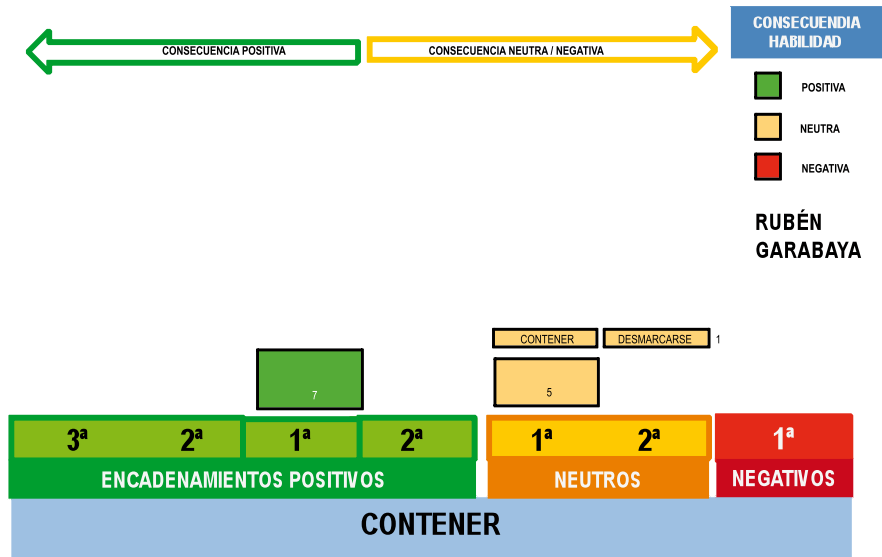 CONSECUENCIA POSITIVA
CONSECUENCIA NEUTRA / NEGATIVA
CONSECUENDIA
HABILIDAD
POSITIVA
NEUTRA
NEGATIVA
RUBÉN
GARABAYA
CONTENER DESMARCARSE 1
7 5
3ª 2ª 1ª 2ª 1ª 2ª 1ª
ENCADENAMIENTOS POSITIVOS NEUTROS NEGATIVOS
CONTENER